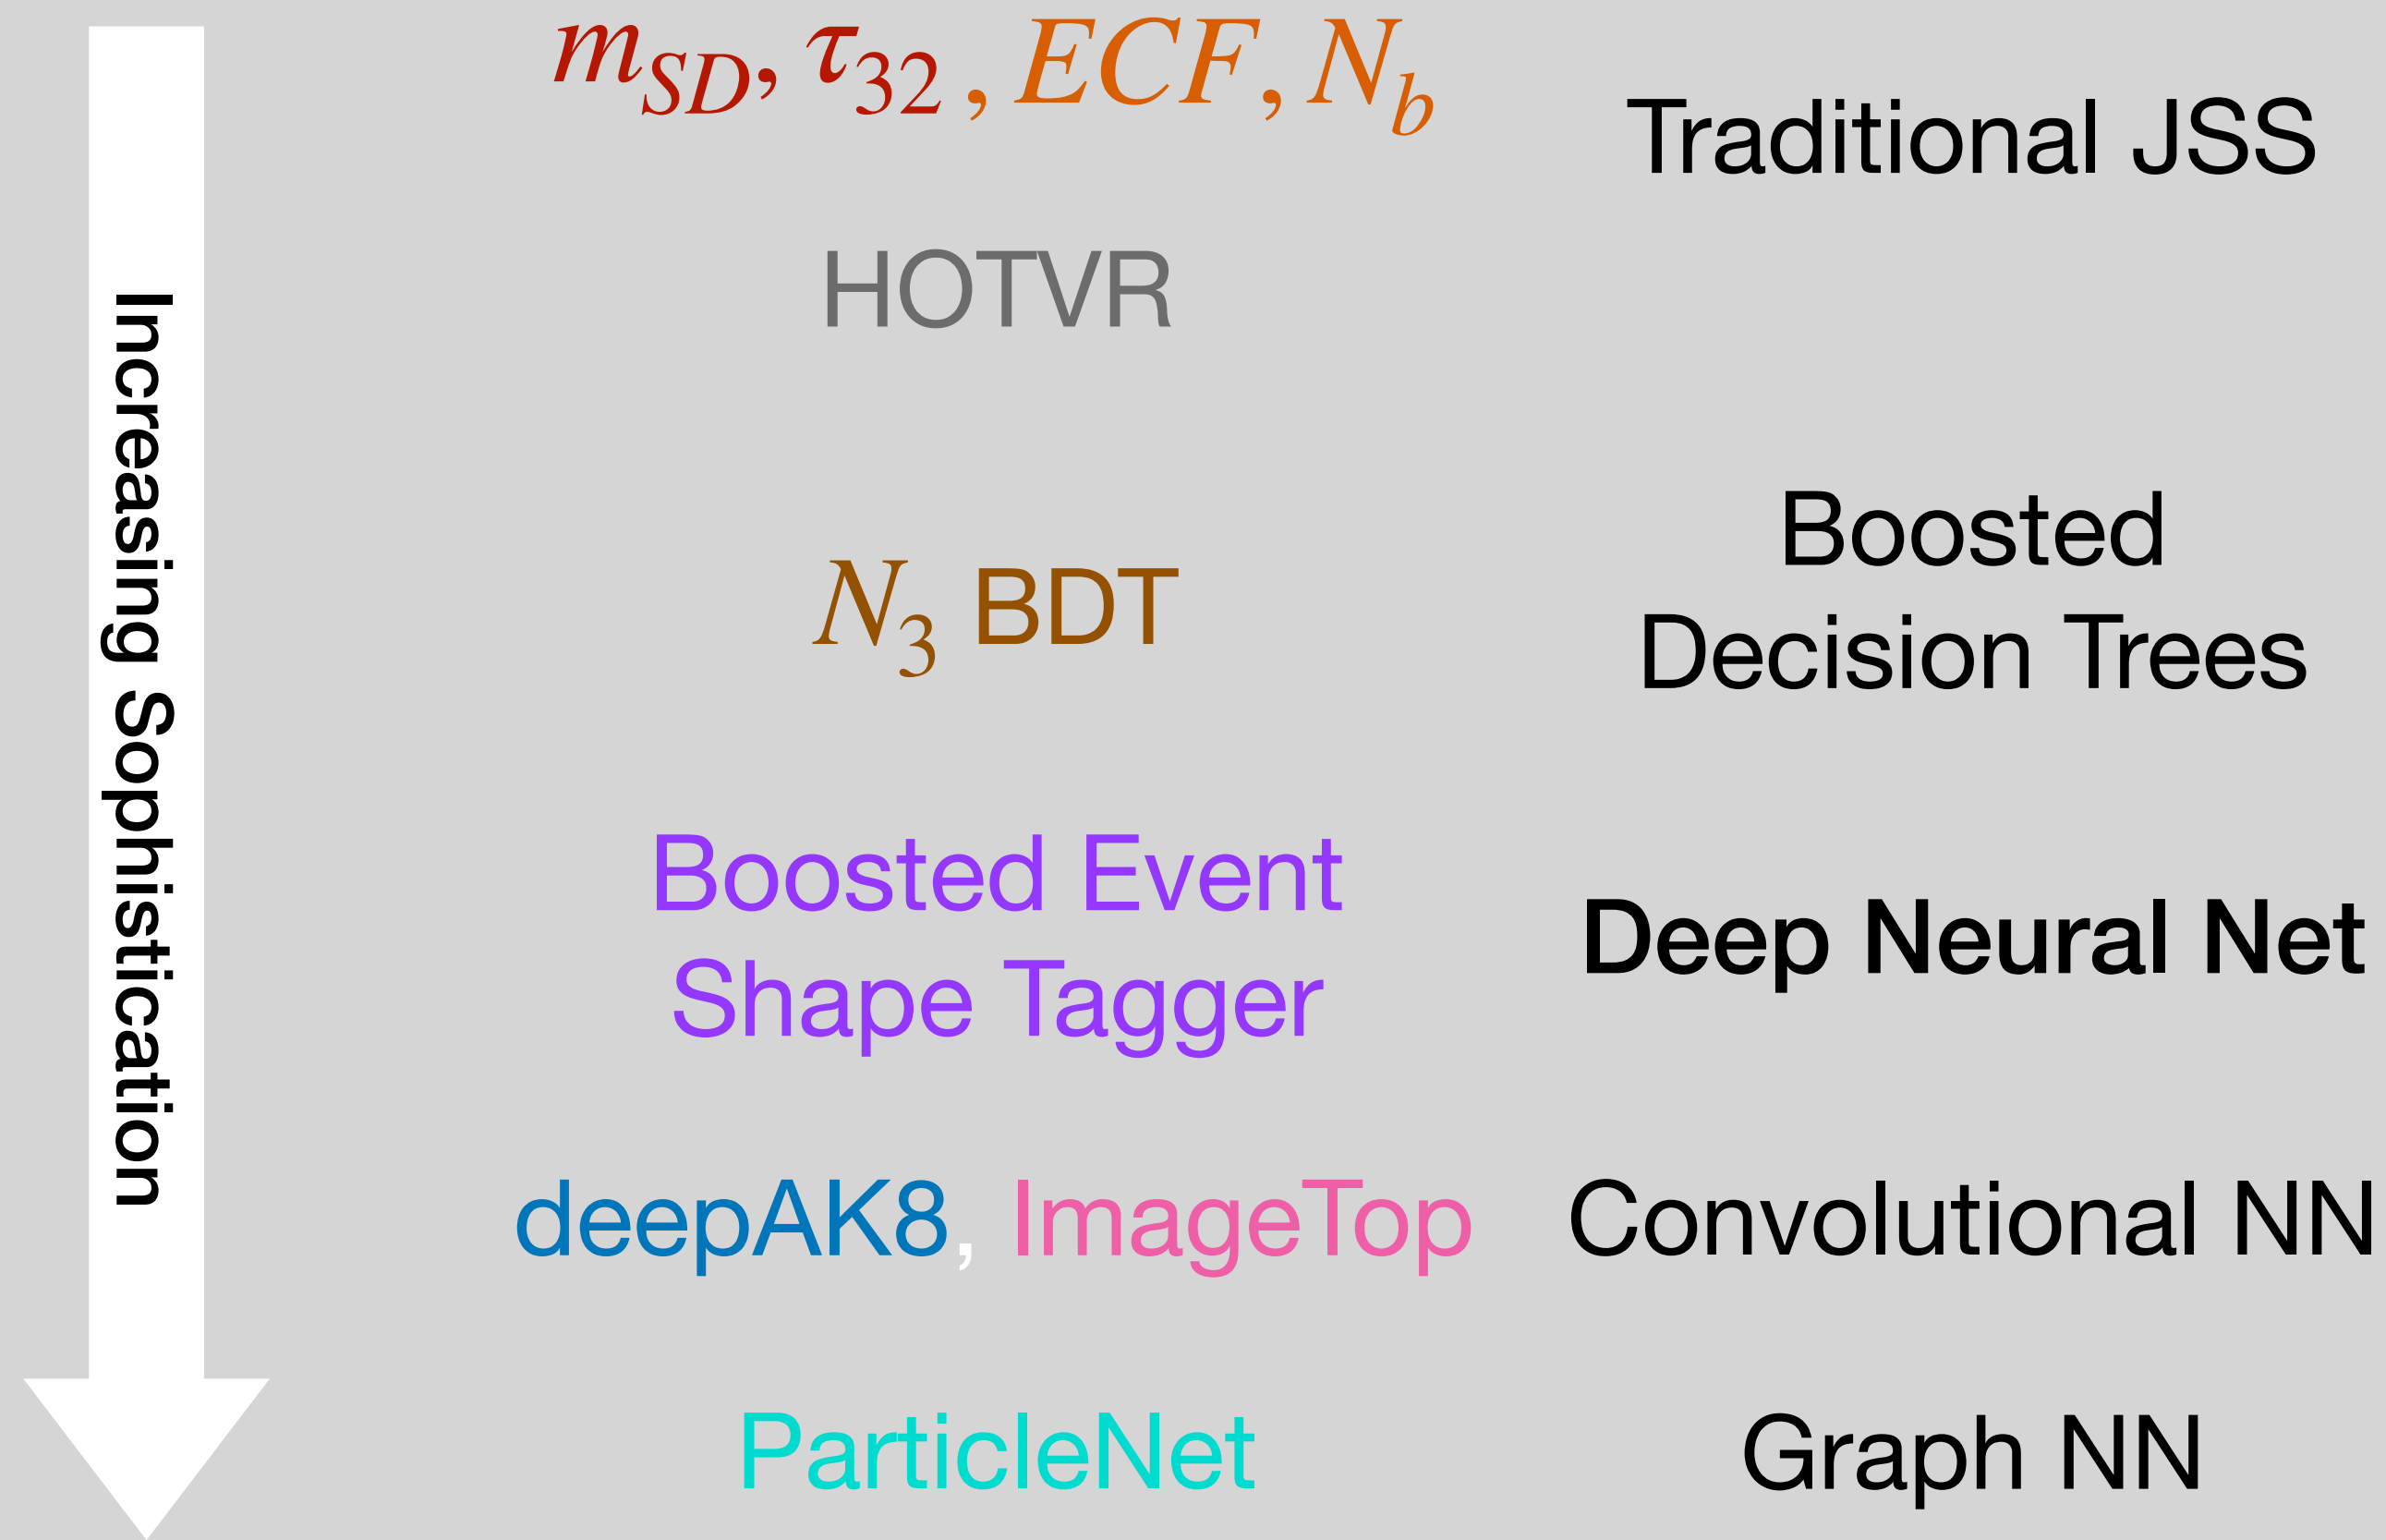 m_SD, τ_32, ECF, N_b
Traditional JSS
HOTVR
Boosted
Decision Trees
N_3 BDT
Boosted Event
Shape Tagger
Deep Neural Net
deepAK8, ImageTop
Convolutional NN
ParticleNet
Graph NN
Increasing Sophistication